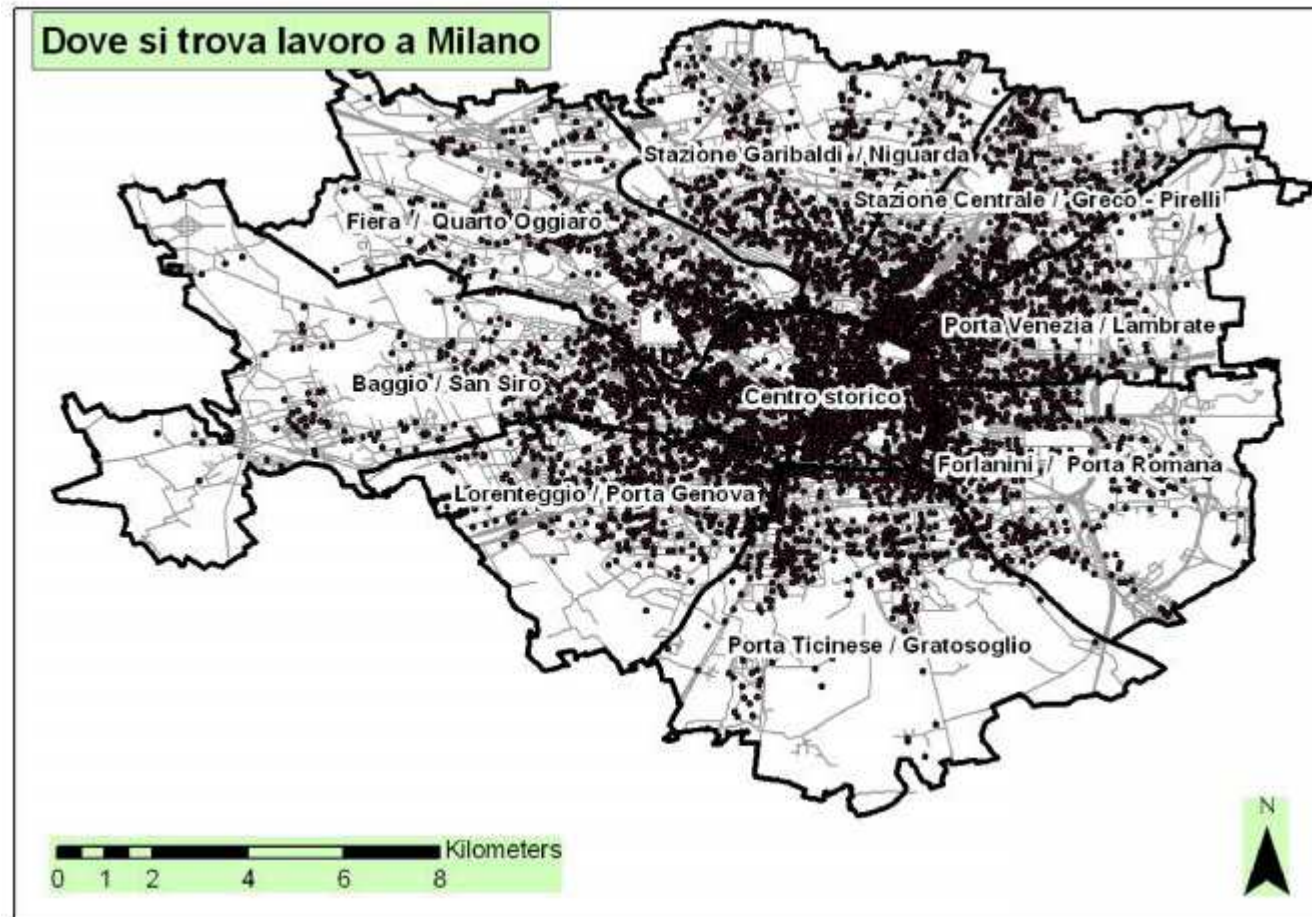 Dove si trova lavoro a Milano
Stazione Garibaldi / Niguarda
Stazione Centrale / Greco - Pirelli
Fiera / Quarto Oggiaro
Porta Venezia / Lambrate
Baggio / San Siro
Centro storico
Forlanini / Porta Romana
Lorenteggio / Porta Genova
Porta Ticinese / Gratosoglio
N
Kilometers
0 1 2 4 6 8